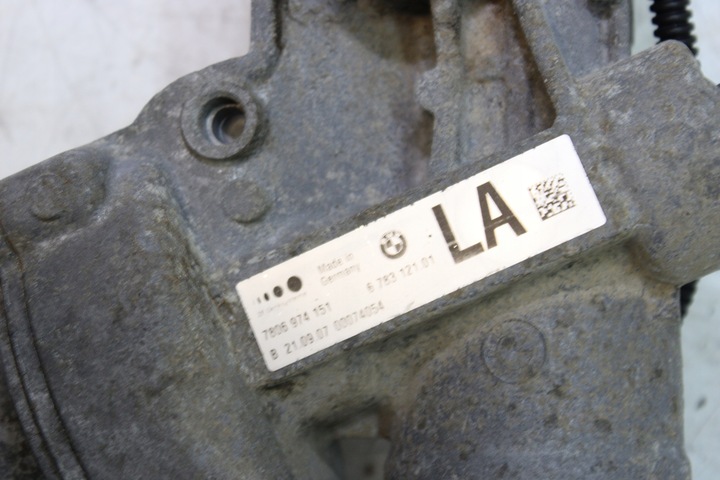 LA
Made in
Germany
6 783 121 01
7806 974 151
B 21.09.07 00074054